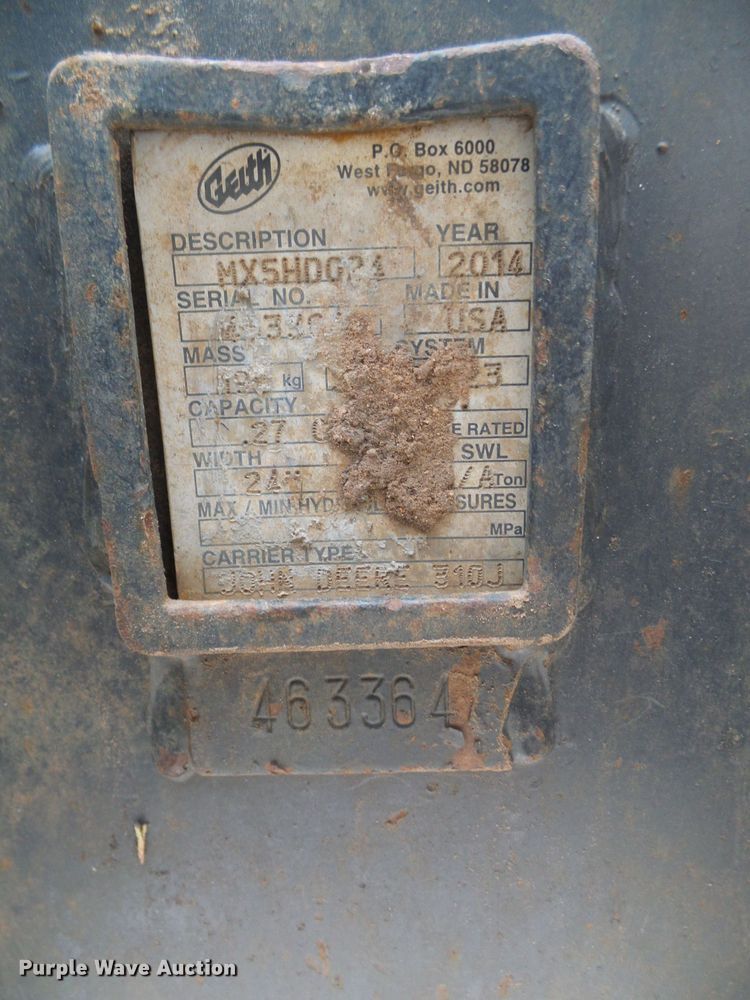 Geith
P.O. Box 6000
West Fargo, ND 58078
www.geith.com
DESCRIPTION YEAR
MX5HDG24 2014
SERIAL NO. MADE IN
USA
MASS SYSTEM
kg
CAPACITY
.27 E RATED
WIDTH SWL
24" /A Ton
MAX / MIN HYD SURES
MPa
CARRIER TYPE
JOHN DEERE 310J
463364
Purple Wave Auction